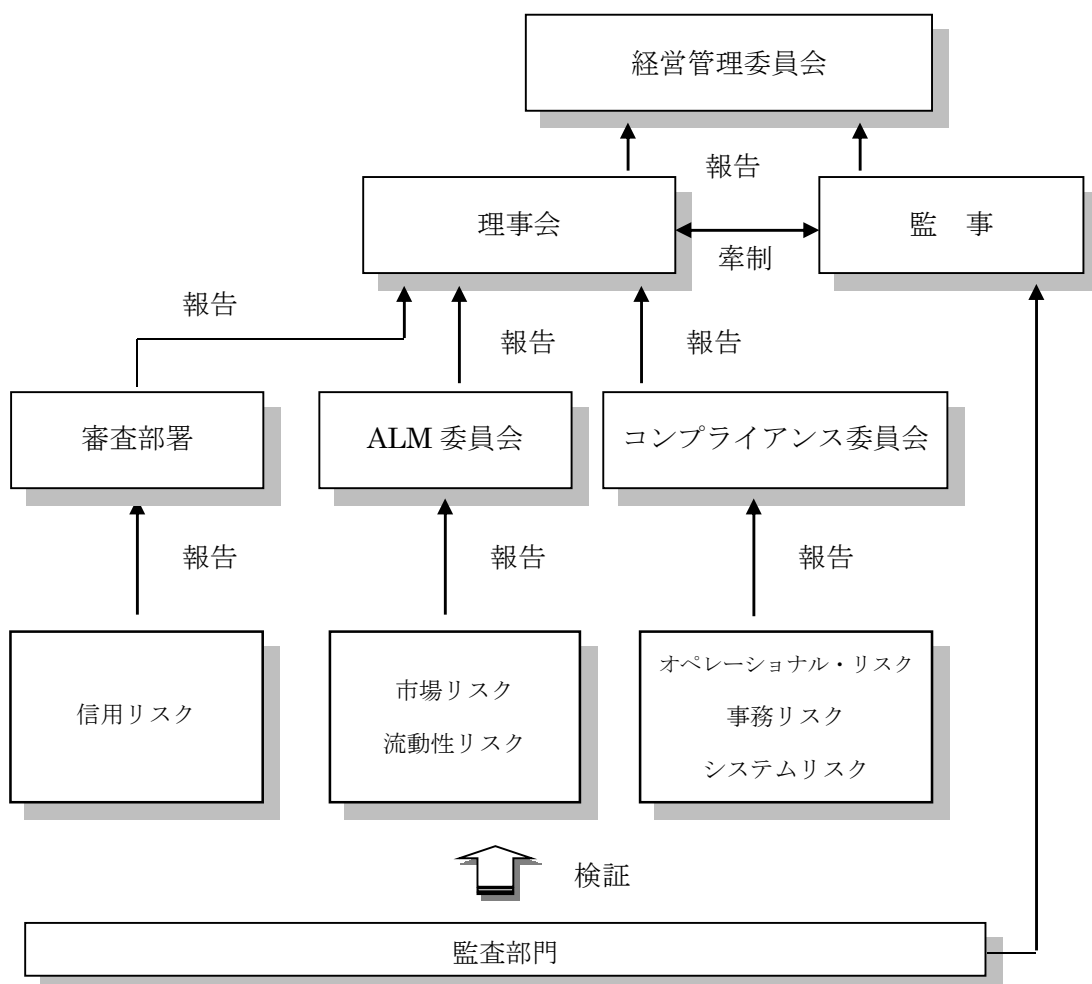 経営管理委員会
報告
理事会
監　事
牽制
報告
報告
報告
審査部署
ALM 委員会
コンプライアンス委員会
報告
報告
報告
信用リスク
市場リスク
流動性リスク
オペレーショナル・リスク
事務リスク
システムリスク
検証
監査部門